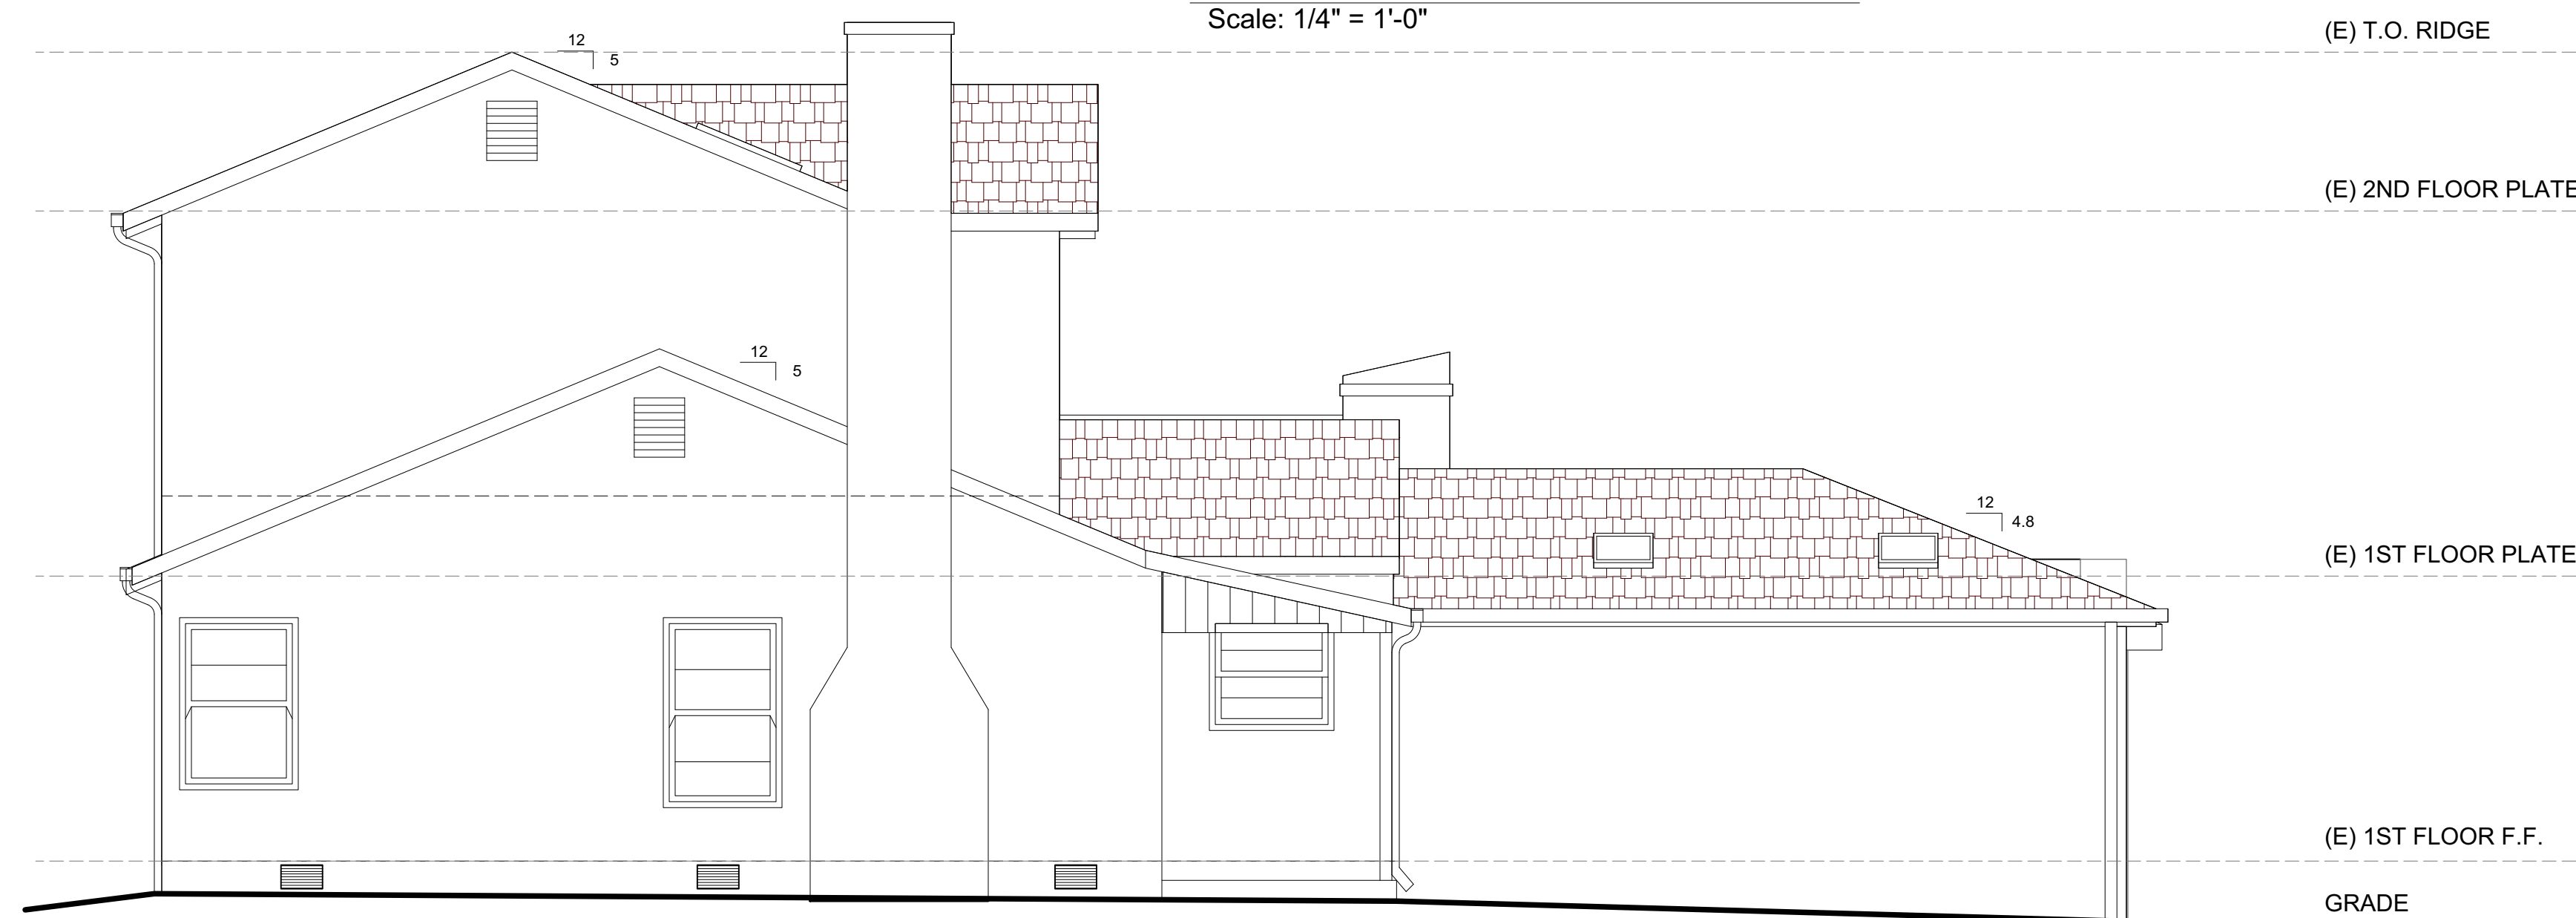 Scale: 1/4" = 1'-0"
(E) T.O. RIDGE
12
5
(E) 2ND FLOOR PLATE
12
5
12
4.8
(E) 1ST FLOOR PLATE
(E) 1ST FLOOR F.F.
GRADE